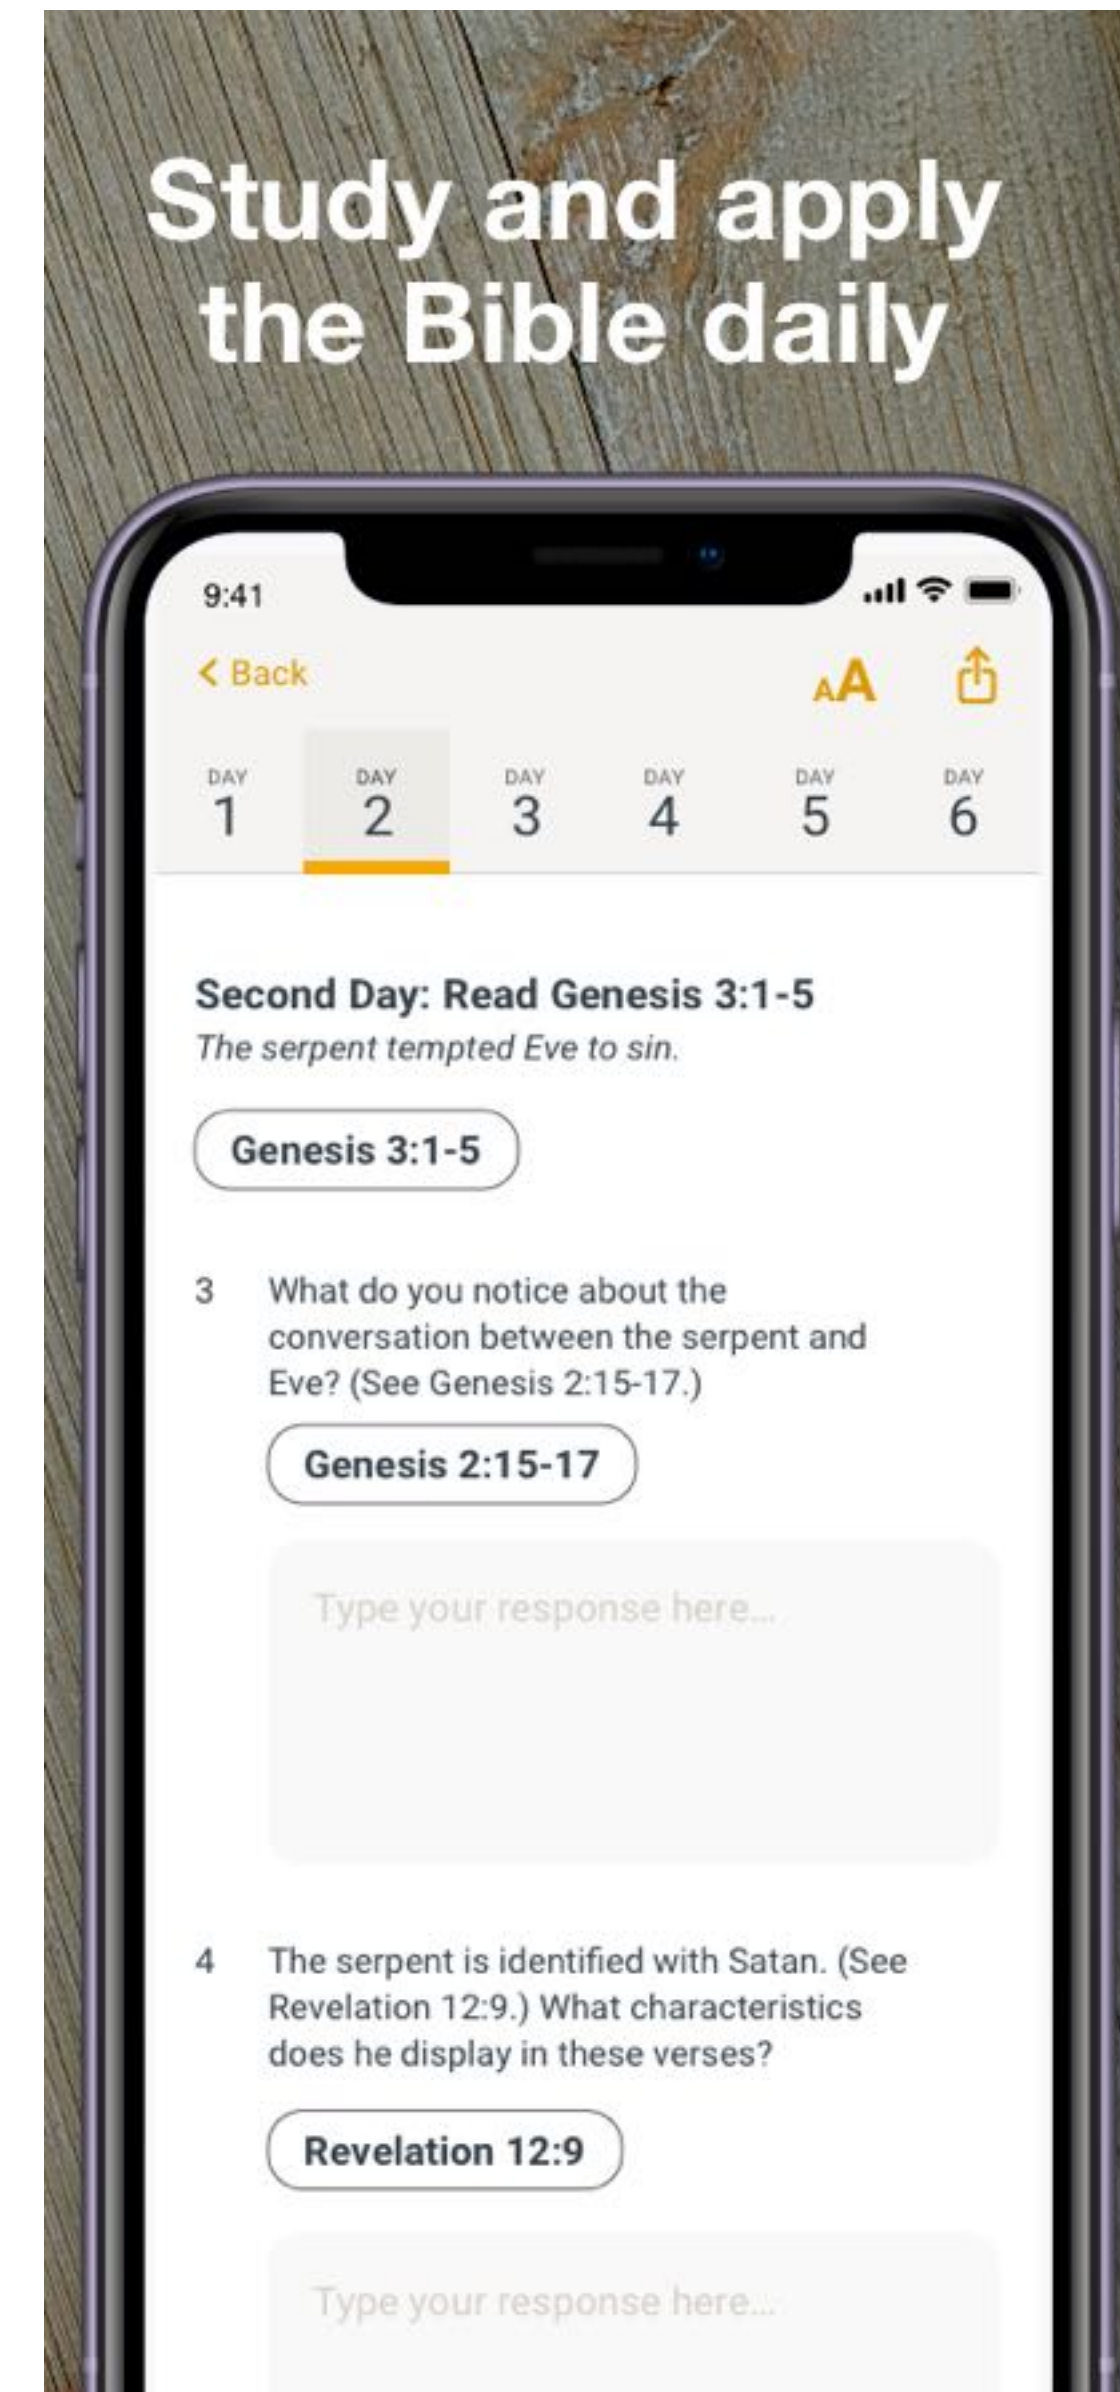 Study and apply
the Bible daily
9:41
Back
AA
DAY DAY DAY DAY DAY DAY
1 2 3 4 5 6
Second Day: Read Genesis 3:1-5
The serpent tempted Eve to sin.
Genesis 3:1-5
3 What do you notice about the
conversation between the serpent and
Eve? (See Genesis 2:15-17.)
Genesis 2:15-17
Type your response here...
4 The serpent is identified with Satan. (See
Revelation 12:9.) What characteristics
does he display in these verses?
Revelation 12:9
Type your response here...